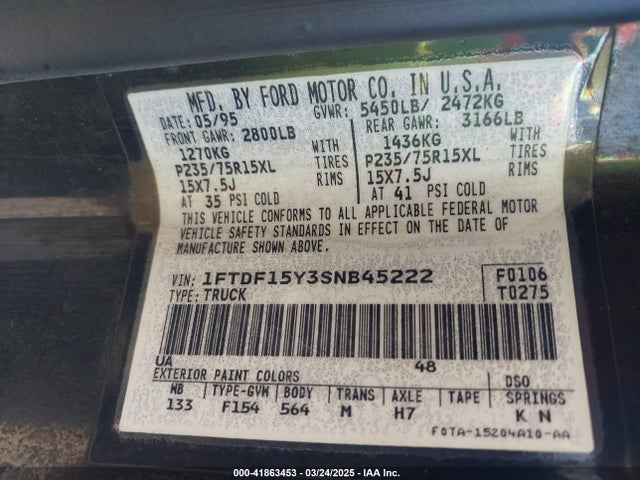 MFD. BY FORD MOTOR CO. IN U.S.A.
DATE: 05/95 GVWR: 5450LB/ 2472KG
FRONT GAWR: 2800LB REAR GAWR: 3166LB
1270KG WITH 1436KG WITH
P235/75R15XL TIRES P235/75R15XL TIRES
15X7.5J RIMS 15X7.5J RIMS
AT 35 PSI COLD AT 41 PSI COLD
THIS VEHICLE CONFORMS TO ALL APPLICABLE FEDERAL MOTOR
VEHICLE SAFETY STANDARDS IN EFFECT ON THE DATE OF
MANUFACTURE SHOWN ABOVE.
VIN: 1FTDF15Y3SNB45222 F0106
TYPE: TRUCK T0275
UA 48
EXTERIOR PAINT COLORS DSO
WB TYPE-GVW BODY TRANS AXLE TAPE SPRINGS
133 F154 564 M H7 K N
F0TA-15204A10-AA
000-41863453 - 03/24/2025 - IAA Inc.